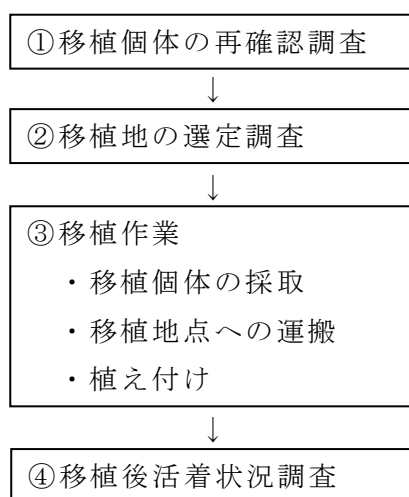 ①移植個体の再確認調査
↓
②移植地の選定調査
↓
③移植作業
・移植個体の採取
・移植地点への運搬
・植え付け
↓
④移植後活着状況調査